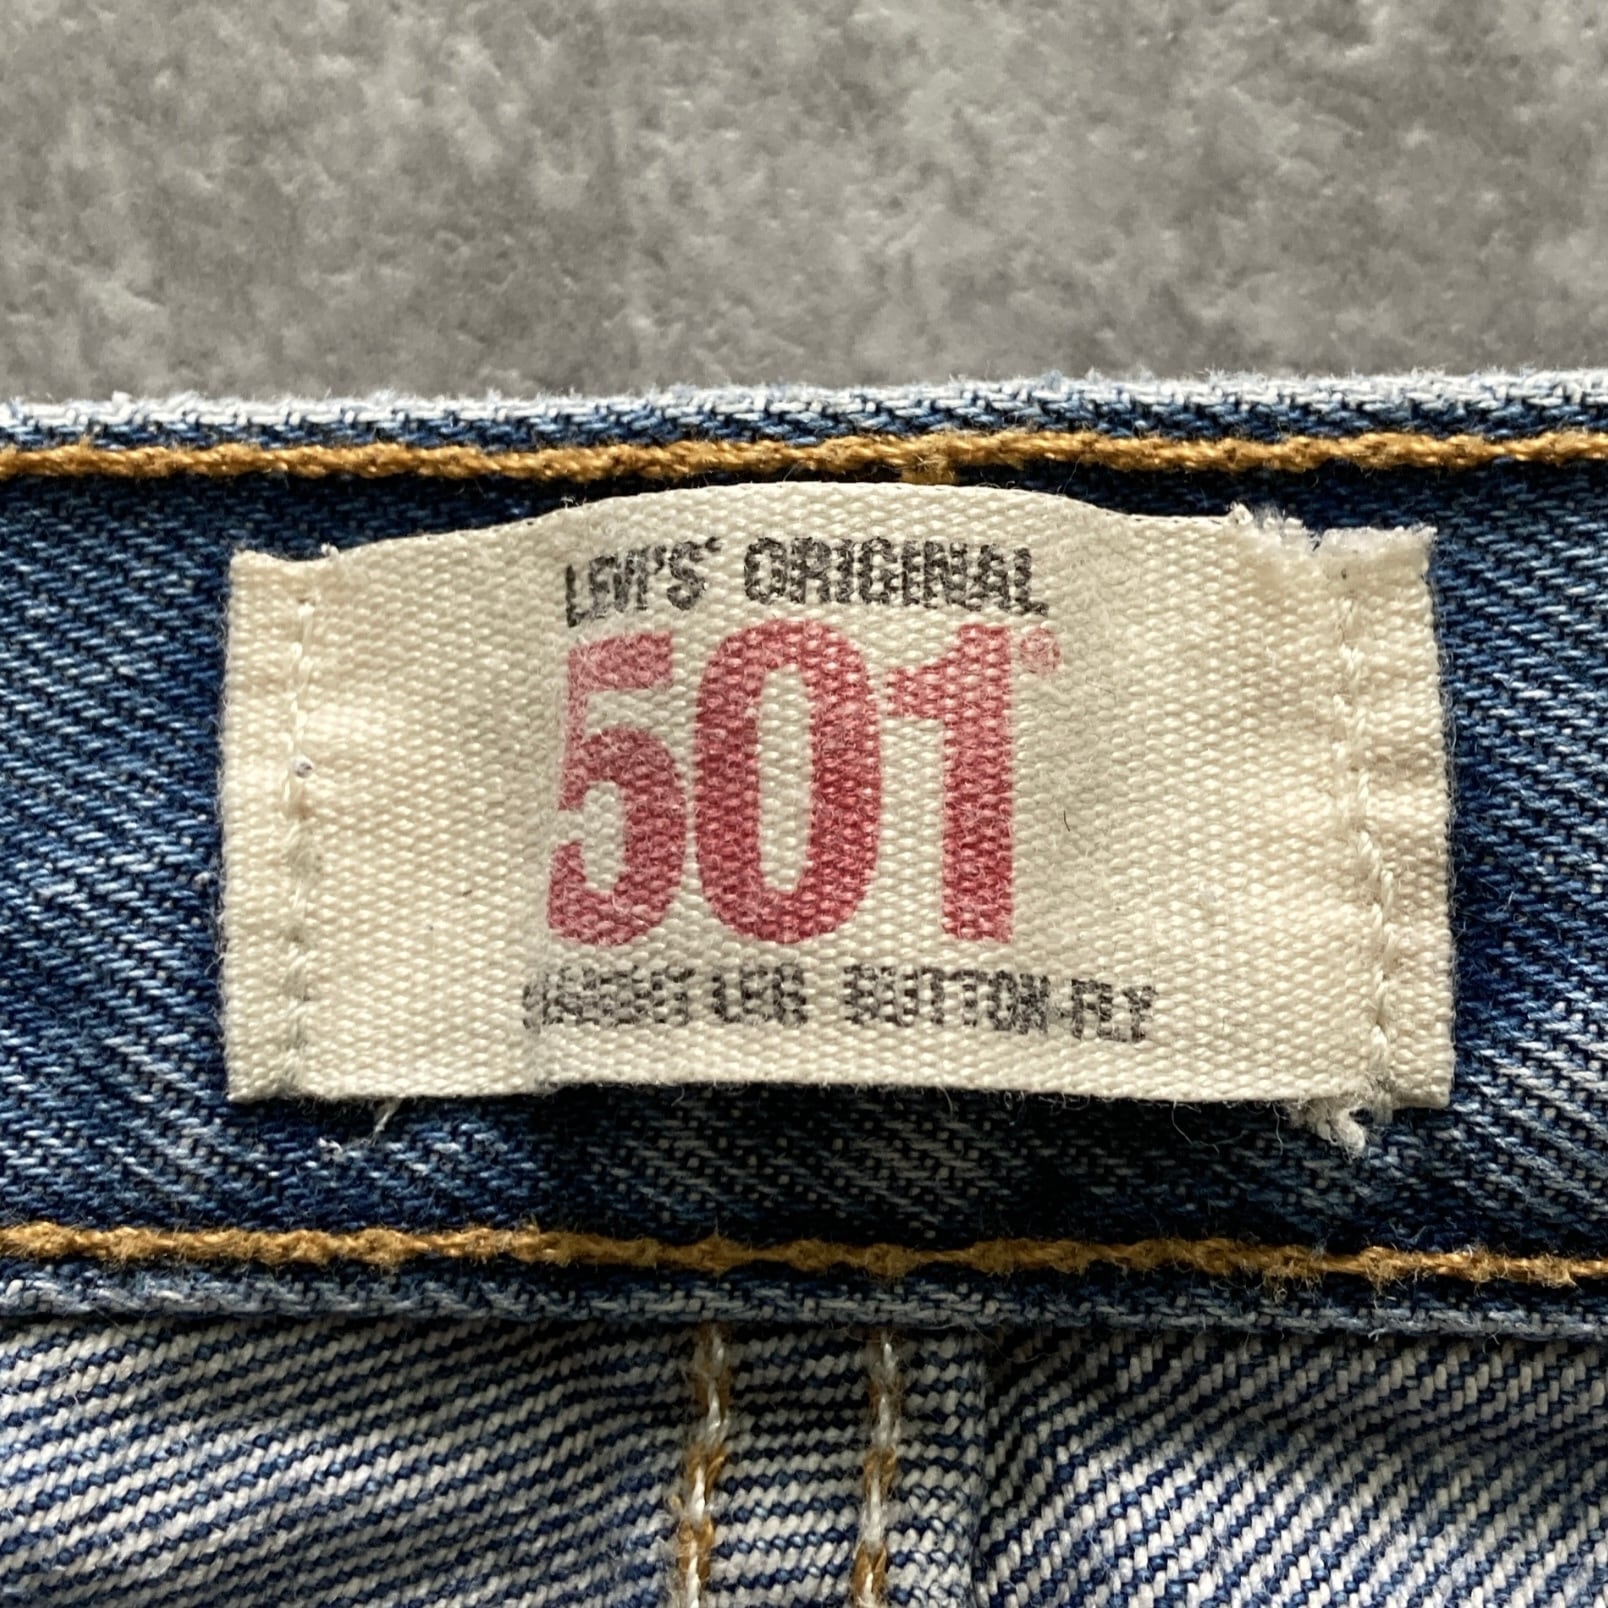 LEVI'S® ORIGINAL
501®
STRAIGHT LEG BUTTON-FLY